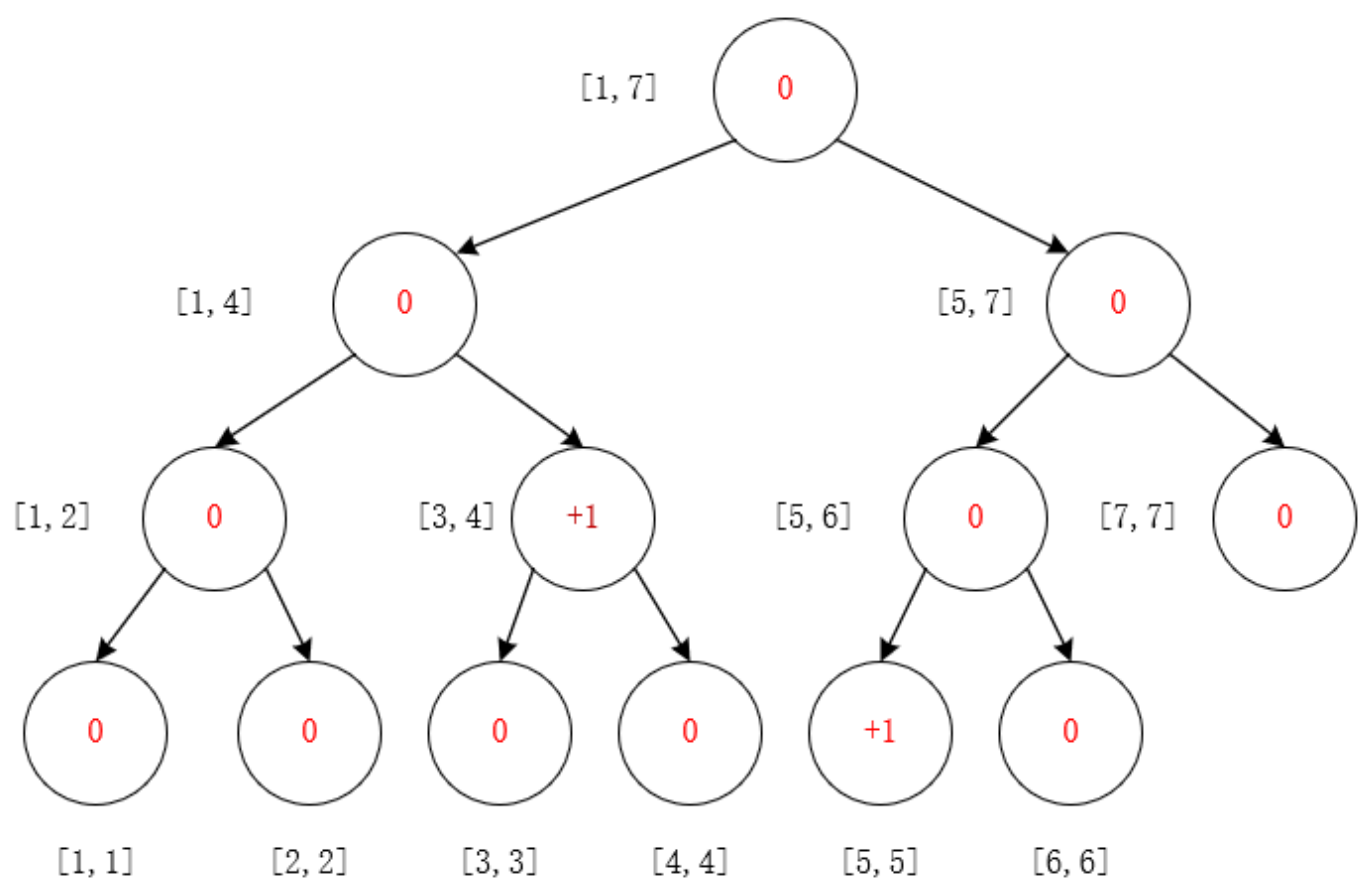 [1,7] 0
[1,4] 0 [5,7] 0
[1,2] 0 [3,4] +1 [5,6] 0 [7,7] 0
0 0 0 0 +1 0
[1,1] [2,2] [3,3] [4,4] [5,5] [6,6]